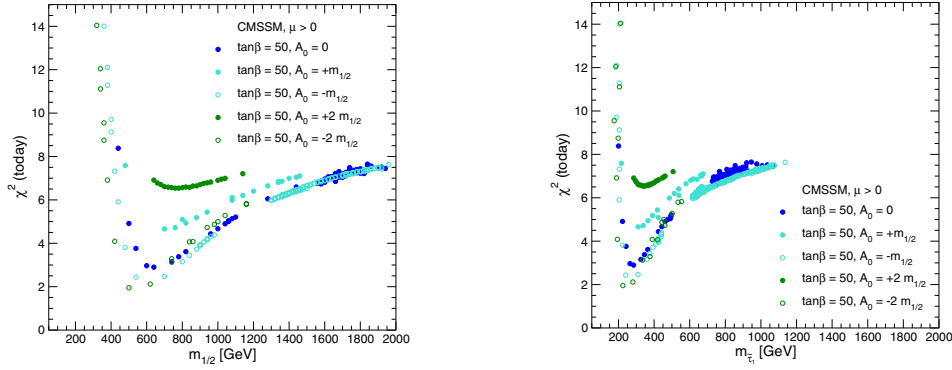 14
12
10
8
6
4
2
0
χ² (today)
CMSSM, μ > 0
tanβ = 50, A₀ = 0
tanβ = 50, A₀ = +m₁/₂
tanβ = 50, A₀ = -m₁/₂
tanβ = 50, A₀ = +2 m₁/₂
tanβ = 50, A₀ = -2 m₁/₂
200 400 600 800 1000 1200 1400 1600 1800 2000
m₁/₂ [GeV]
14
12
10
8
6
4
2
0
χ² (today)
CMSSM, μ > 0
tanβ = 50, A₀ = 0
tanβ = 50, A₀ = +m₁/₂
tanβ = 50, A₀ = -m₁/₂
tanβ = 50, A₀ = +2 m₁/₂
tanβ = 50, A₀ = -2 m₁/₂
200 400 600 800 1000 1200 1400 1600 1800 2000
m_τ̃₁ [GeV]